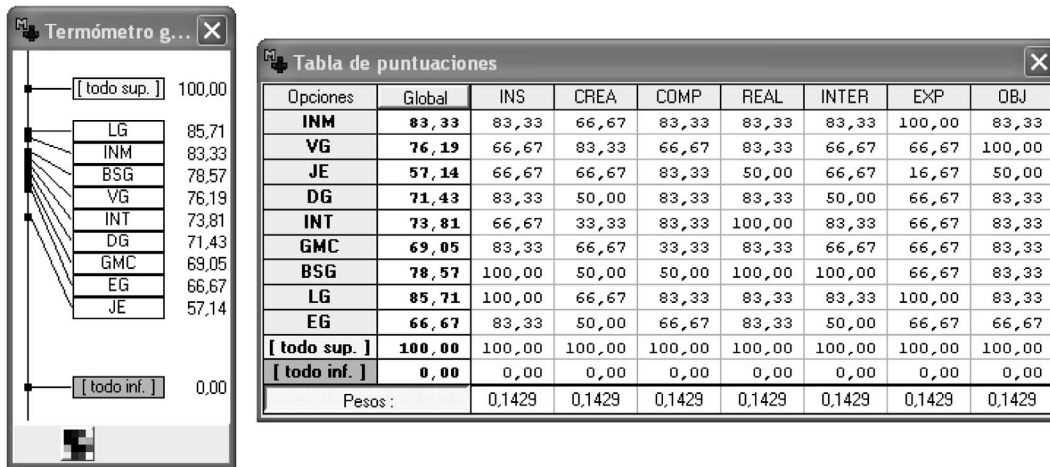 Termómetro g...
[ todo sup. ] 100,00
LG 85,71
INM 83,33
BSG 78,57
VG 76,19
INT 73,81
DG 71,43
GMC 69,05
EG 66,67
JE 57,14
[ todo inf. ] 0,00
Tabla de puntuaciones
Opciones Global INS CREA COMP REAL INTER EXP OBJ
INM 83,33 83,33 66,67 83,33 83,33 83,33 100,00 83,33
VG 76,19 66,67 83,33 66,67 83,33 66,67 66,67 100,00
JE 57,14 66,67 66,67 83,33 50,00 66,67 16,67 50,00
DG 71,43 83,33 50,00 83,33 83,33 50,00 66,67 83,33
INT 73,81 66,67 33,33 83,33 100,00 83,33 66,67 83,33
GMC 69,05 83,33 66,67 33,33 83,33 66,67 66,67 83,33
BSG 78,57 100,00 50,00 50,00 100,00 100,00 66,67 83,33
LG 85,71 100,00 66,67 83,33 83,33 83,33 100,00 83,33
EG 66,67 83,33 50,00 66,67 83,33 50,00 66,67 66,67
[ todo sup. ] 100,00 100,00 100,00 100,00 100,00 100,00 100,00 100,00
[ todo inf. ] 0,00 0,00 0,00 0,00 0,00 0,00 0,00 0,00
Pesos : 0,1429 0,1429 0,1429 0,1429 0,1429 0,1429 0,1429